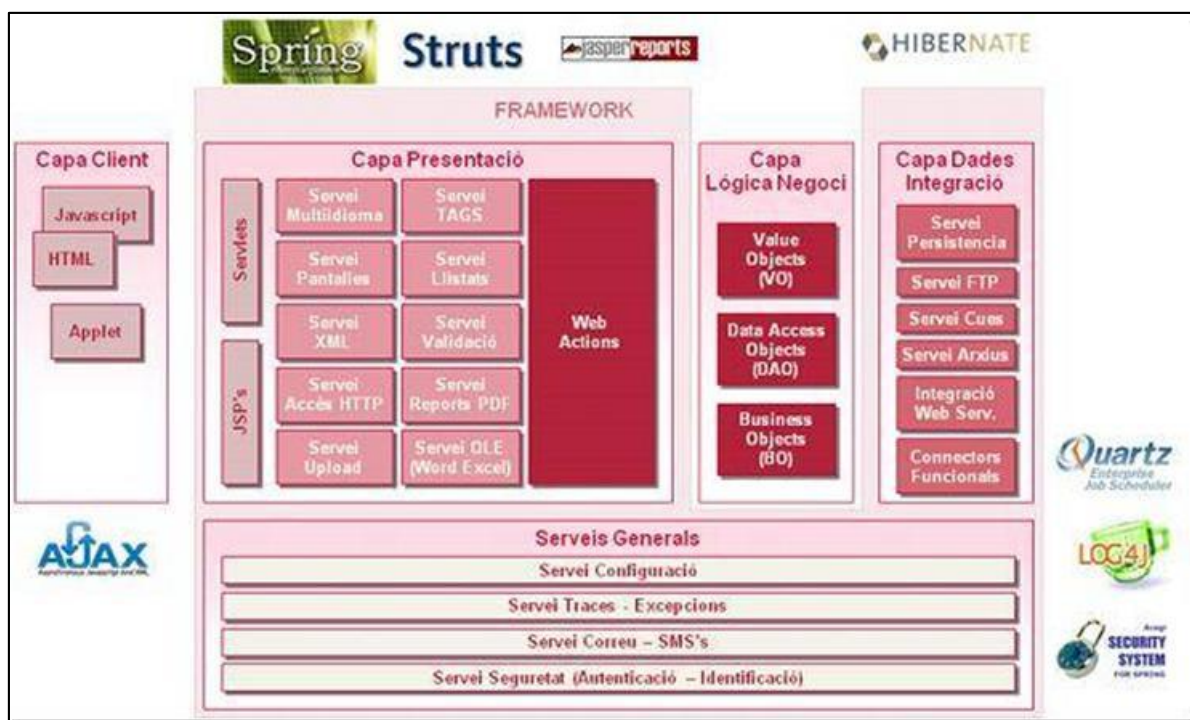 Spring
Struts
jasperreports
HIBERNATE
FRAMEWORK
Capa Client
Javascript
HTML
Applet
Capa Presentació
Servlets
JSP's
Servei
Multiidioma
Servei
TAGS
Servei
Pantalles
Servei
Llistats
Servei
XML
Servei
Validació
Servei
Accés HTTP
Servei
Reports PDF
Servei
Upload
Servei OLE
(Word Excel)
Web
Actions
Capa
Lógica Negoci
Value
Objects
(VO)
Data Access
Objects
(DAO)
Business
Objects
(BO)
Capa Dades
Integració
Servei
Persistencia
Servei FTP
Servei Cues
Servei Arxius
Integració
Web Serv.
Connectors
Funcionals
Quartz
Enterprise
Job Scheduler
AJAX
LOG4J
Acegi
SECURITY
SYSTEM
FOR SPRING
Serveis Generals
Servei Configuració
Servei Traces - Excepcions
Servei Correu – SMS's
Servei Seguretat (Autenticació – Identificació)